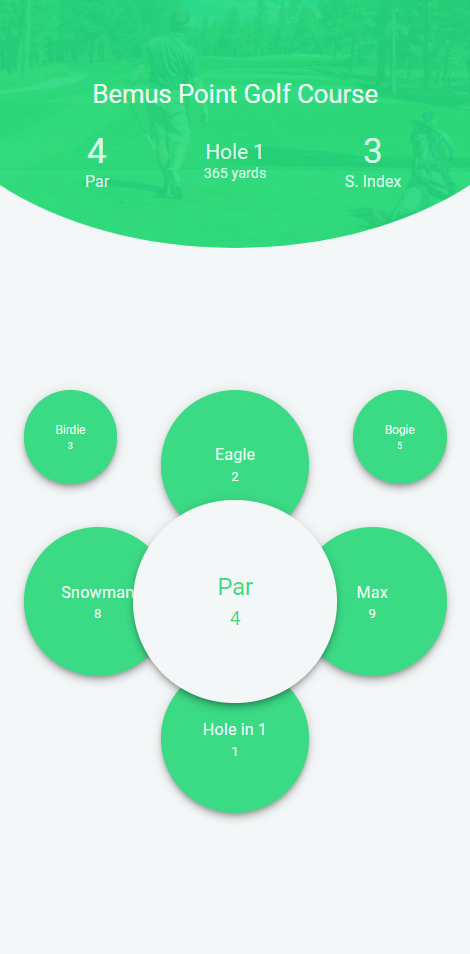 Bemus Point Golf Course
4
Par
Hole 1
365 yards
3
S. Index
Birdie
3
Eagle
2
Bogie
5
Snowman
8
Par
4
Max
9
Hole in 1
1